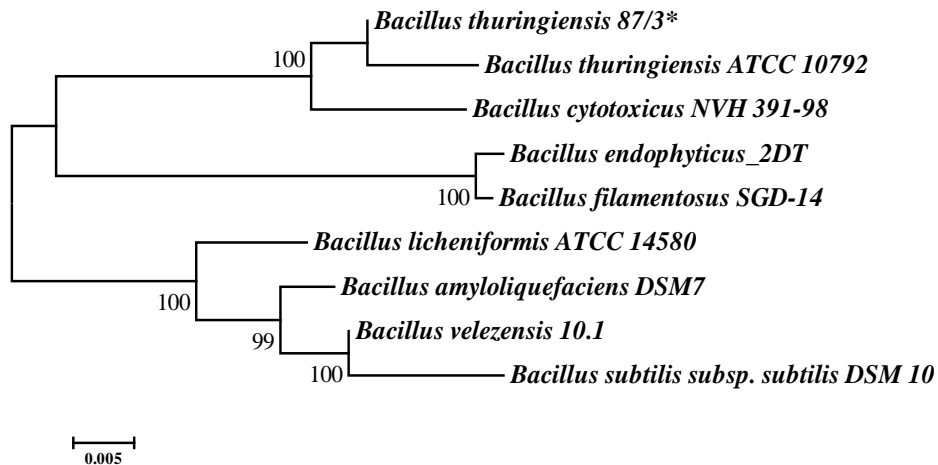 Bacillus thuringiensis 87/3*
100
Bacillus thuringiensis ATCC 10792
Bacillus cytotoxicus NVH 391-98
Bacillus endophyticus_2DT
100
Bacillus filamentosus SGD-14
Bacillus licheniformis ATCC 14580
100
Bacillus amyloliquefaciens DSM7
99
Bacillus velezensis 10.1
100
Bacillus subtilis subsp. subtilis DSM 10
0.005